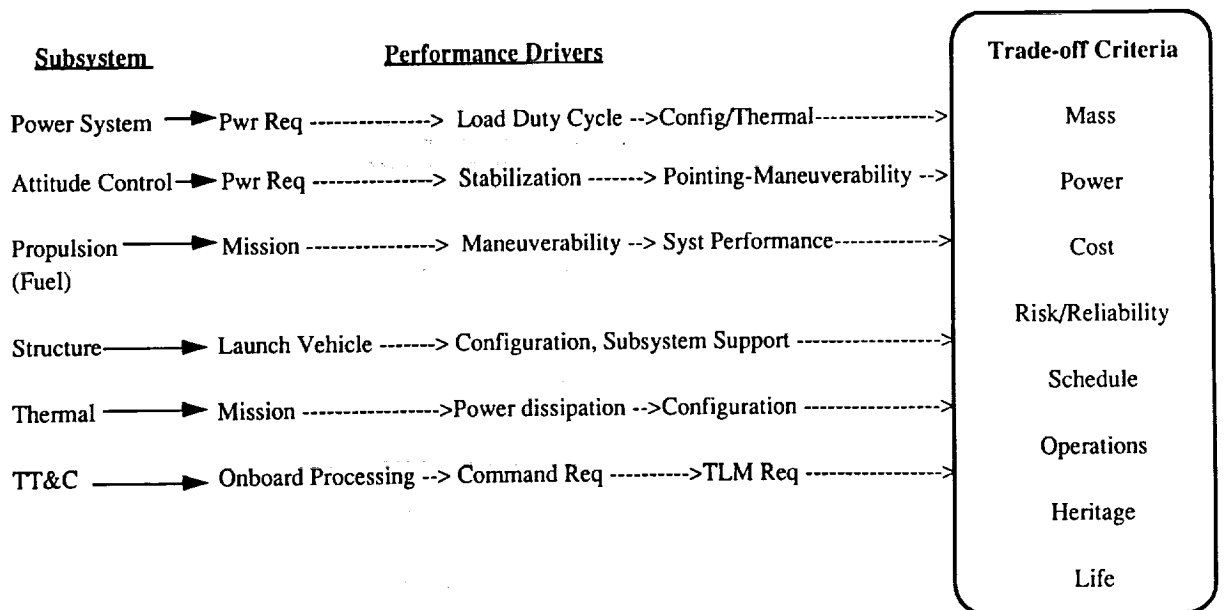 Subsystem Performance Drivers Trade-off Criteria
Power System Pwr Req ---------------> Load Duty Cycle -->Config/Thermal---------------> Mass
Attitude Control Pwr Req ---------------> Stabilization -------> Pointing-Maneuverability --> Power
Propulsion Mission ----------------> Maneuverability --> Syst Performance---------------> Cost
(Fuel)
Risk/Reliability
Structure Launch Vehicle -------> Configuration, Subsystem Support -------------------->
Schedule
Thermal Mission ------------------->Power dissipation -->Configuration ------------------->
Operations
TT&C Onboard Processing --> Command Req ---------->TLM Req ------------------->
Heritage
Life